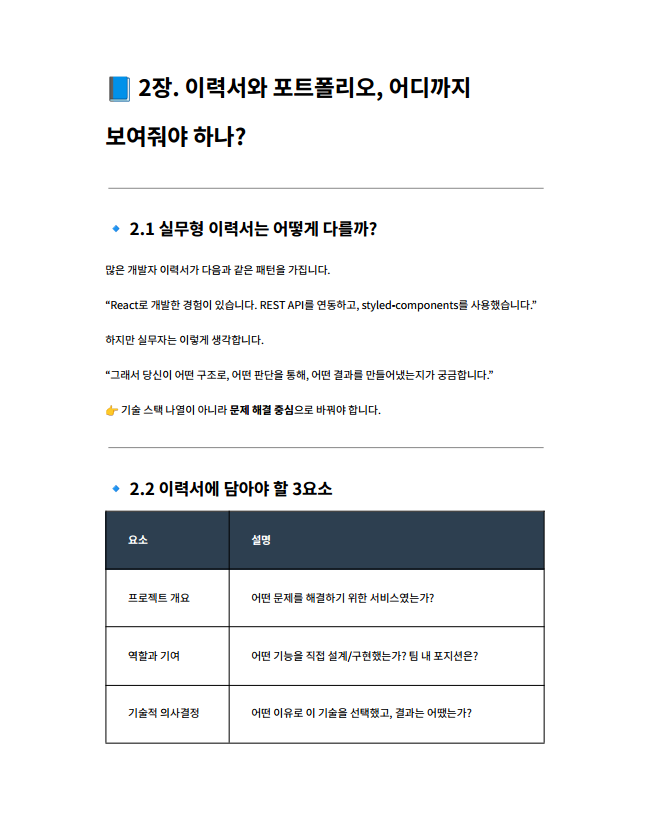 📘 2장. 이력서와 포트폴리오, 어디까지
보여줘야 하나?
🔹 2.1 실무형 이력서는 어떻게 다를까?
많은 개발자 이력서가 다음과 같은 패턴을 가집니다.
“React로 개발한 경험이 있습니다. REST API를 연동하고, styled-components를 사용했습니다.”
하지만 실무자는 이렇게 생각합니다.
“그래서 당신이 어떤 구조로, 어떤 판단을 통해, 어떤 결과를 만들어냈는지가 궁금합니다.”
👉 기술 스택 나열이 아니라 문제 해결 중심으로 바꿔야 합니다.
🔹 2.2 이력서에 담아야 할 3요소
요소 설명
프로젝트 개요 어떤 문제를 해결하기 위한 서비스였는가?
역할과 기여 어떤 기능을 직접 설계/구현했는가? 팀 내 포지션은?
기술적 의사결정 어떤 이유로 이 기술을 선택했고, 결과는 어땠는가?